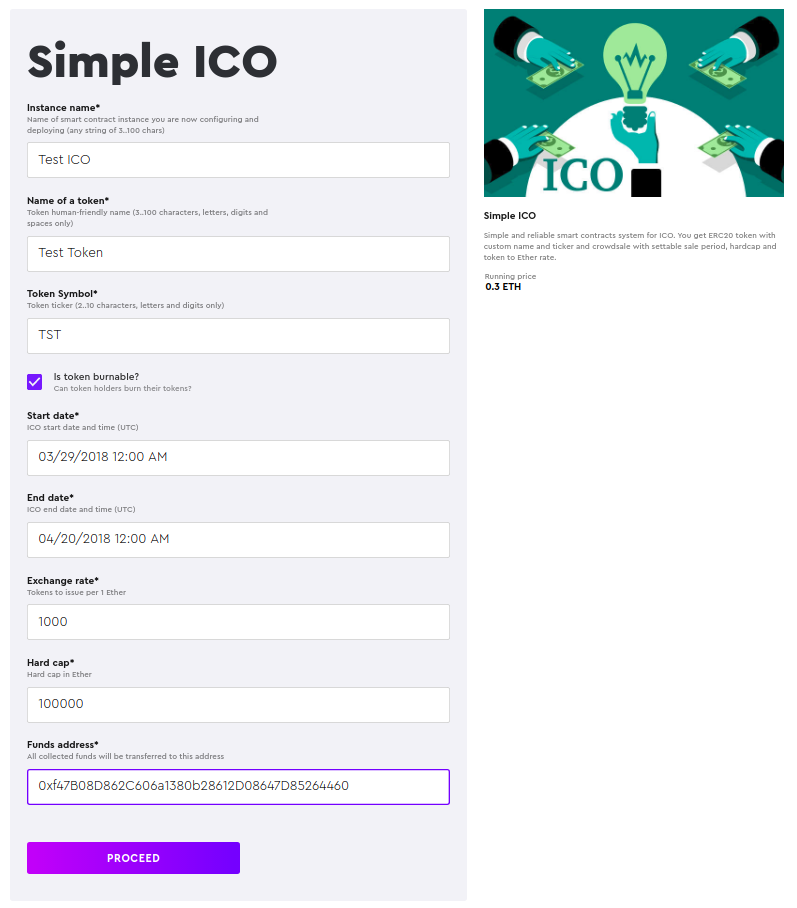 Simple ICO
Instance name*
Name of smart contract instance you are now configuring and
deploying (any string of 3..100 chars)
Test ICO
Name of a token*
Token human-friendly name (3..100 characters, letters, digits and
spaces only)
Test Token
Token Symbol*
Token ticker (2..10 characters, letters and digits only)
TST
Is token burnable?
Can token holders burn their tokens?
Start date*
ICO start date and time (UTC)
03/29/2018 12:00 AM
End date*
ICO end date and time (UTC)
04/20/2018 12:00 AM
Exchange rate*
Tokens to issue per 1 Ether
1000
Hard cap*
Hard cap in Ether
100000
Funds address*
All collected funds will be transferred to this address
0xf47B08D862C606a1380b28612D08647D85264460
PROCEED
ICO
Simple ICO
Simple and reliable smart contracts system for ICO. You get ERC20 token with
custom name and ticker and crowdsale with settable sale period, hardcap and
token to Ether rate.
Running price
0.3 ETH